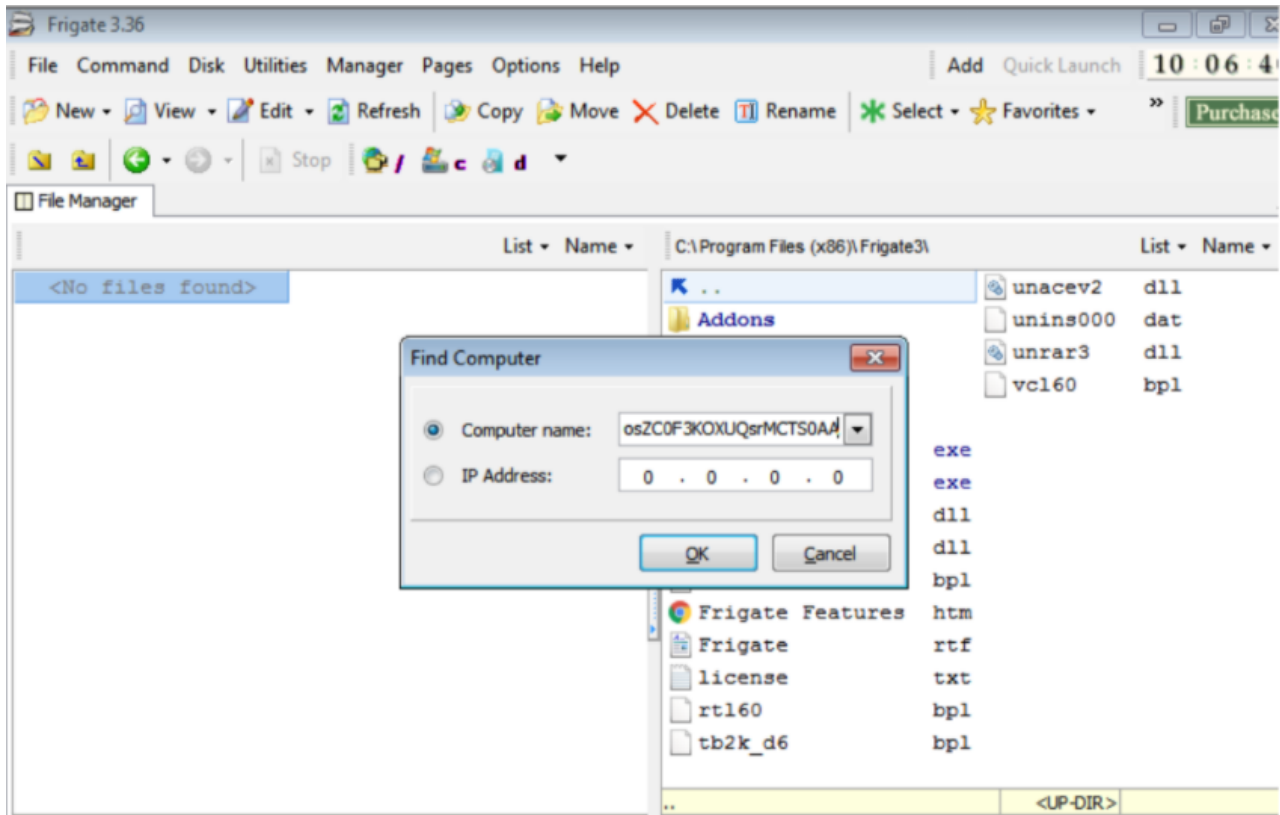 Frigate 3.36
File Command Disk Utilities Manager Pages Options Help Add Quick Launch 10:06:4
New View Edit Refresh Copy Move Delete Rename Select Favorites » Purchase
Stop / c d
File Manager
List Name C:\Program Files (x86)\Frigate3\ List Name
<No files found> .. unacev2 dll
Addons unins000 dat
Find Computer unrar3 dll
vcl60 bpl
Computer name: osZC0F3KOXUQsrMCTS0AA
exe
IP Address: 0 . 0 . 0 . 0
exe
dll
OK Cancel dll
bpl
Frigate Features htm
Frigate rtf
license txt
rtl60 bpl
tb2k_d6 bpl
.. <UP-DIR>